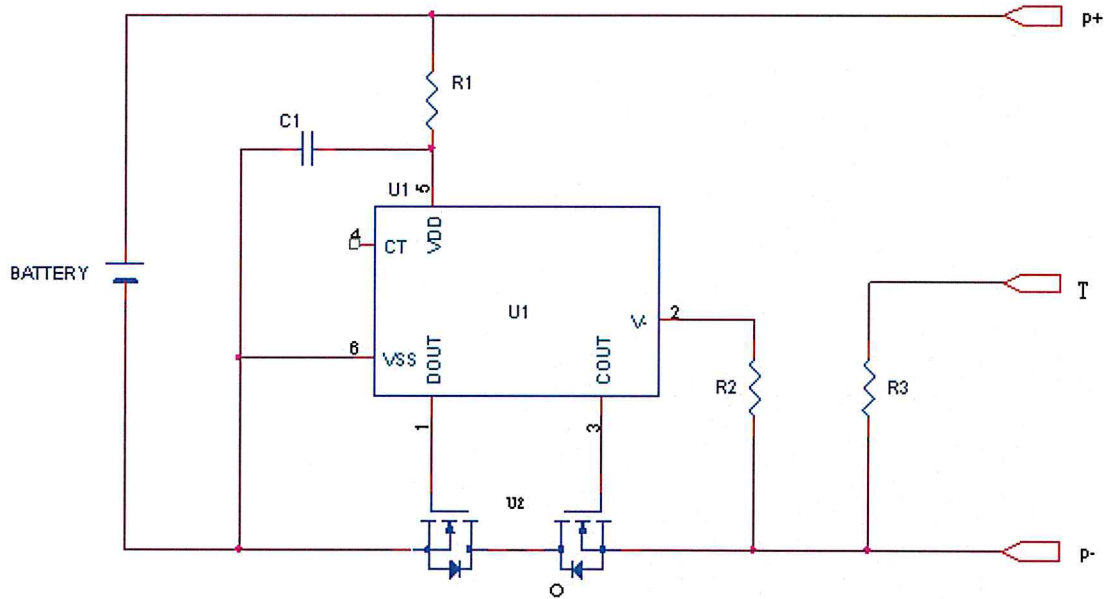 p+
R1
C1
U1
5
4
CT
VDD
BATTERY
T
U1
V-
2
6
VSS
DOUT
COUT
R2
R3
1
3
U2
p-